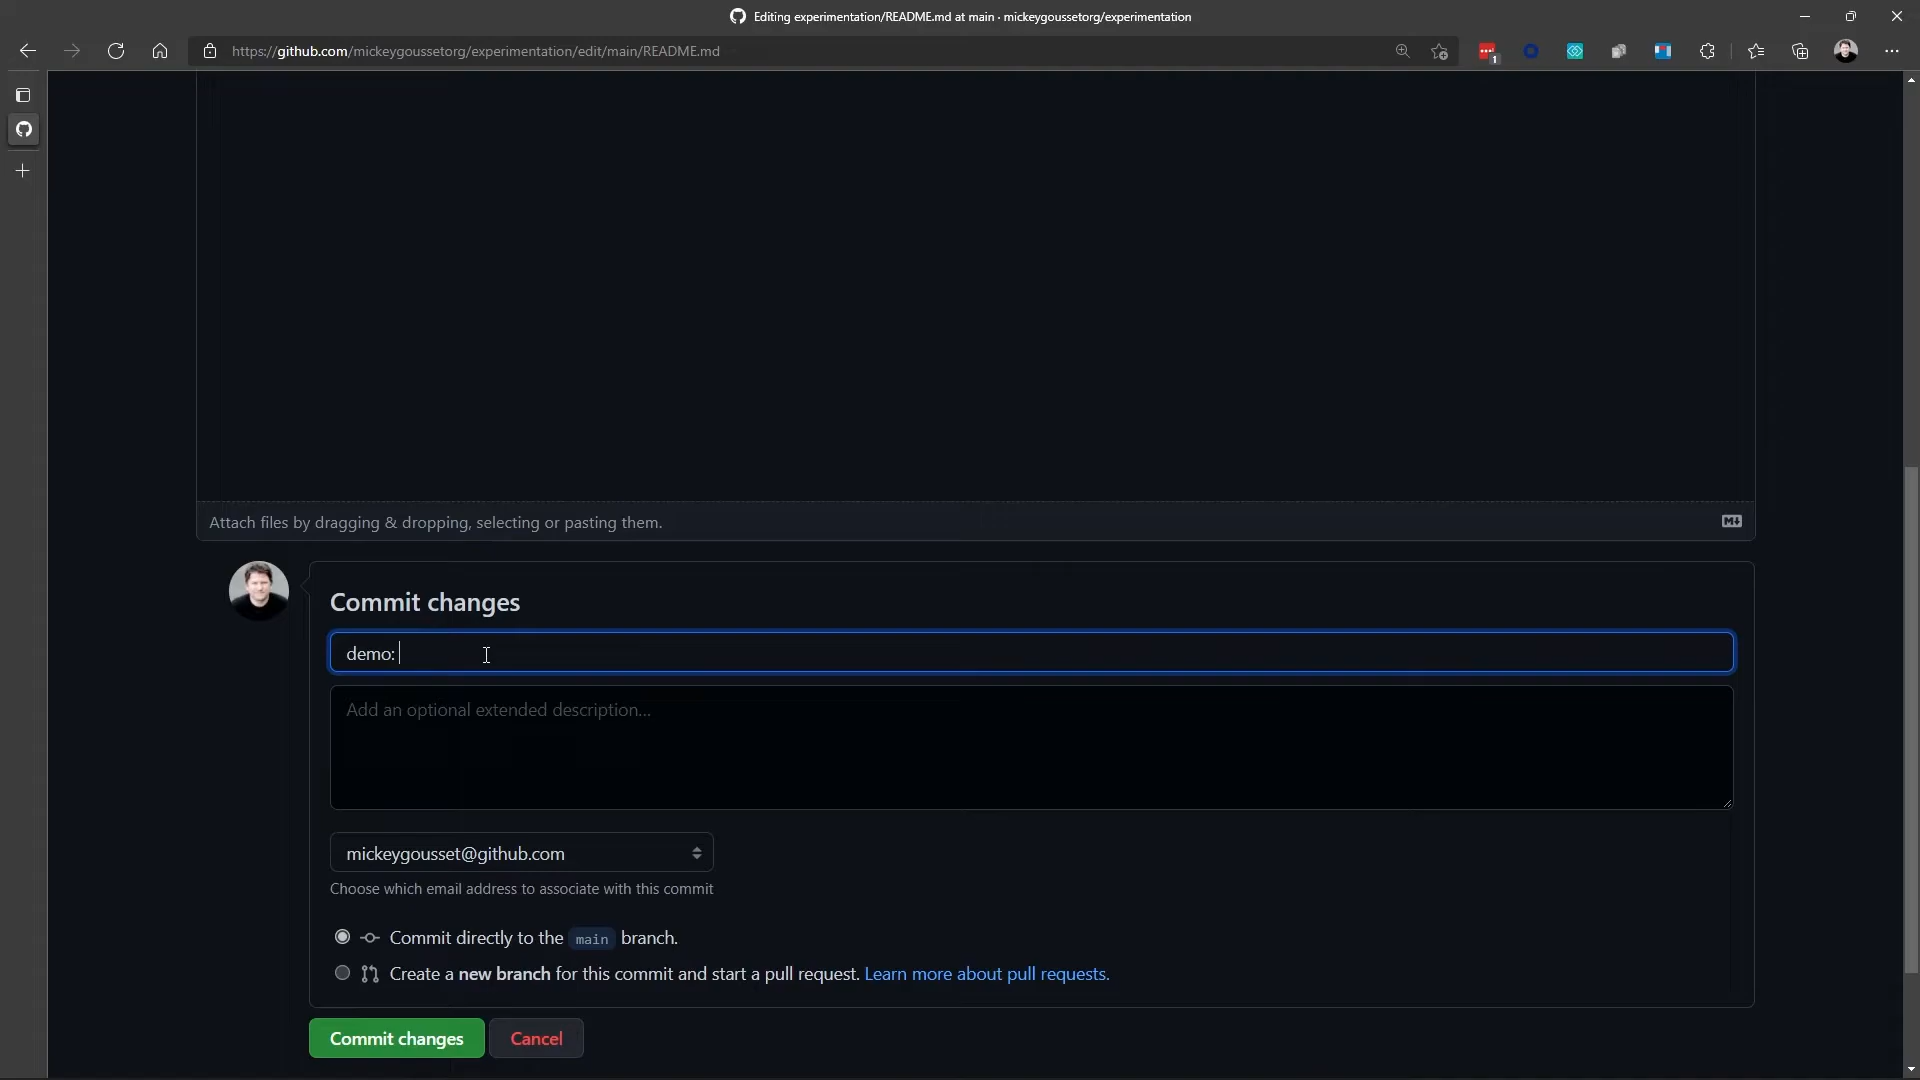 Editing experimentation/README.md at main · mickeygoussetorg/experimentation
https://github.com/mickeygoussetorg/experimentation/edit/main/README.md
1
Attach files by dragging & dropping, selecting or pasting them.
Commit changes
demo:
Add an optional extended description...
mickeygousset@github.com
Choose which email address to associate with this commit
Commit directly to the main branch.
Create a new branch for this commit and start a pull request. Learn more about pull requests.
Commit changes Cancel